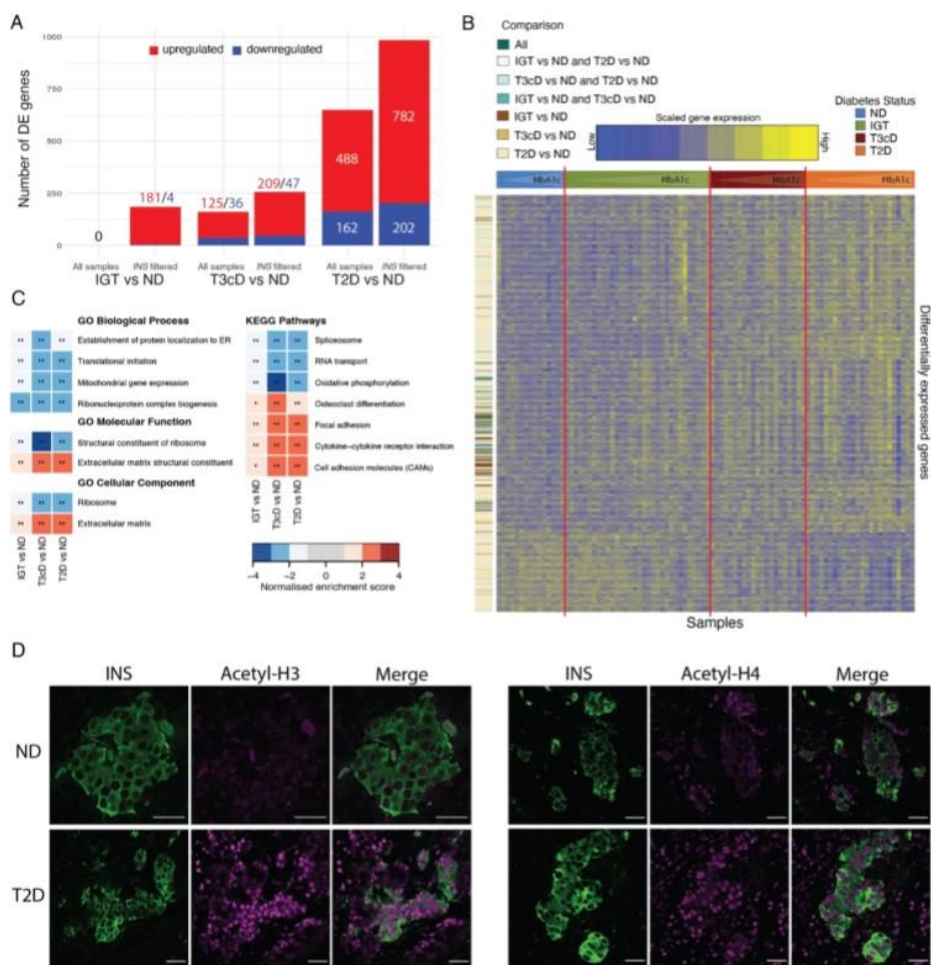 A
1000
750
500
250
0
Number of DE genes
upregulated
downregulated
0
181/4
125/36
209/47
488
162
782
202
All samples
INS filtered
All samples
INS filtered
All samples
INS filtered
IGT vs ND
T3cD vs ND
T2D vs ND
B
Comparison
All
IGT vs ND and T2D vs ND
T3cD vs ND and T2D vs ND
IGT vs ND and T3cD vs ND
IGT vs ND
T3cD vs ND
T2D vs ND
Scaled gene expression
Low
High
Diabetes Status
ND
IGT
T3cD
T2D
HbA1c
HbA1c
HbA1c
HbA1c
Differentially expressed genes
Samples
C
GO Biological Process
** ** ** Establishment of protein localization to ER
** ** ** Translational initiation
** ** ** Mitochondrial gene expression
** ** ** Ribonucleoprotein complex biogenesis
GO Molecular Function
** ** ** Structural constituent of ribosome
** ** ** Extracellular matrix structural constituent
GO Cellular Component
** ** ** Ribosome
** ** ** Extracellular matrix
IGT vs ND
T3cD vs ND
T2D vs ND
KEGG Pathways
** ** ** Spliceosome
** ** ** RNA transport
** ** ** Oxidative phosphorylation
* ** ** Osteoclast differentiation
** ** ** Focal adhesion
** ** ** Cytokine-cytokine receptor interaction
* ** ** Cell adhesion molecules (CAMs)
IGT vs ND
T3cD vs ND
T2D vs ND
−4 −2 0 2 4
Normalised enrichment score
D
INS Acetyl-H3 Merge INS Acetyl-H4 Merge
ND
T2D